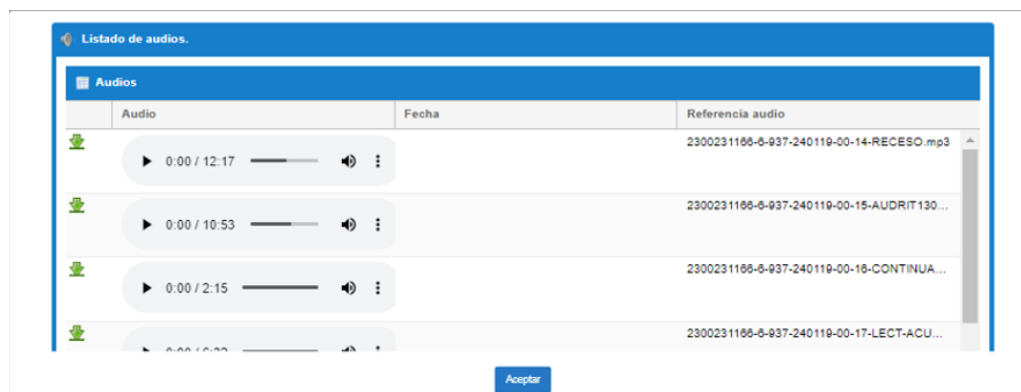 Listado de audios.
Audios
Audio Fecha Referencia audio
0:00 / 12:17 2300231166-6-937-240119-00-14-RECESO.mp3
0:00 / 10:53 2300231166-6-937-240119-00-15-AUDRIT130...
0:00 / 2:15 2300231166-6-937-240119-00-16-CONTINUA...
2300231166-6-937-240119-00-17-LECT-ACU...
Aceptar